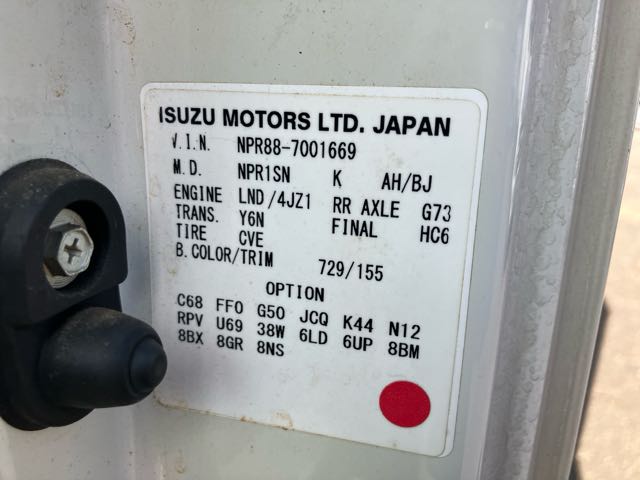 ISUZU MOTORS LTD. JAPAN
V.I.N. NPR88-7001669
M.D. NPR1SN K AH/BJ
ENGINE LND/4JZ1 RR AXLE G73
TRANS. Y6N FINAL HC6
TIRE CVE
B.COLOR/TRIM 729/155
OPTION
C68 FF0 G50 JCQ K44 N12
RPV U69 38W 6LD 6UP 8BM
8BX 8GR 8NS